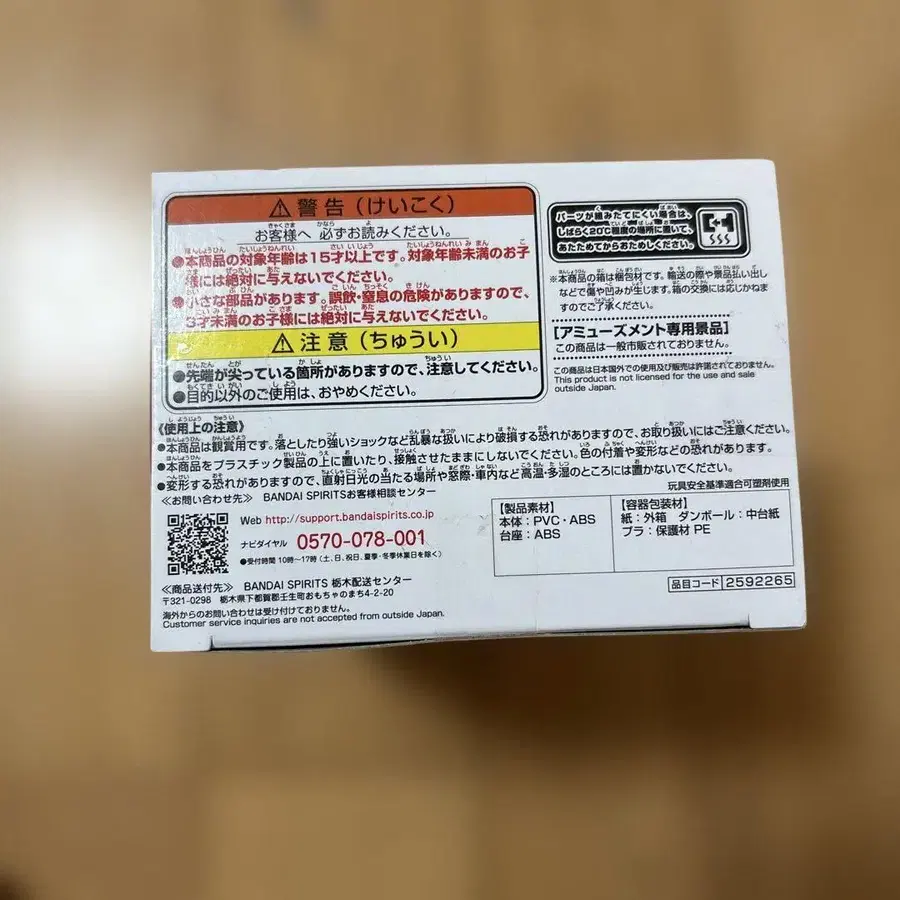 ⚠警告（けいこく）
お客様へ 必ずお読みください。
●本商品の対象年齢は15才以上です。対象年齢未満のお子
様には絶対に与えないでください。
●小さな部品があります。誤飲・窒息の危険がありますので、
3才未満のお子様には絶対に与えないでください。
⚠注意（ちゅうい）
●先端が尖っている箇所がありますので、注意してください。
●目的以外のご使用は、おやめください。
パーツが組みたてにくい場合は、
しばらく20℃程度の場所に置いて、
あたためてからおためしください。
※本商品の箱は梱包材です。輸送の際や景品払い出し
などで傷や凹みが生じます。箱の交換には応じかねま
すのでご了承ください。
【アミューズメント専用景品】
この商品は一般市販されておりません。
この商品は日本国外での使用及び販売は許諾されておりません。
This product is not licensed for the use and sale
outside Japan.
《使用上の注意》
●本商品は観賞用です。落としたり強いショックなど乱暴な扱いにより破損する恐れがありますので、お取り扱いにはご注意ください。
●本商品をプラスチック製品の上に置いたり、接触させたままにしないでください。色の付着や変形などの恐れがあります。
●変形する恐れがありますので、直射日光の当たる場所や窓際・車内など高温・多湿のところには置かないでください。
玩具安全基準適合可塑剤使用
≪お問い合わせ先≫ BANDAI SPIRITSお客様相談センター
Web http://support.bandaispirits.co.jp
ナビダイヤル 0570-078-001
●受付時間 10時〜17時（土、日、祝日、夏季・冬季休業日を除く）
≪商品送付先≫ BANDAI SPIRITS 栃木配送センター
〒321-0298 栃木県下都賀郡壬生町おもちゃのまち4-2-20
海外からのお問い合わせは受け付けておりません。
Customer service inquiries are not accepted from outside Japan.
【製品素材】
本体：PVC・ABS
台座：ABS
【容器包装材】
紙：外箱 ダンボール：中台紙
プラ：保護材 PE
品目コード 2592265